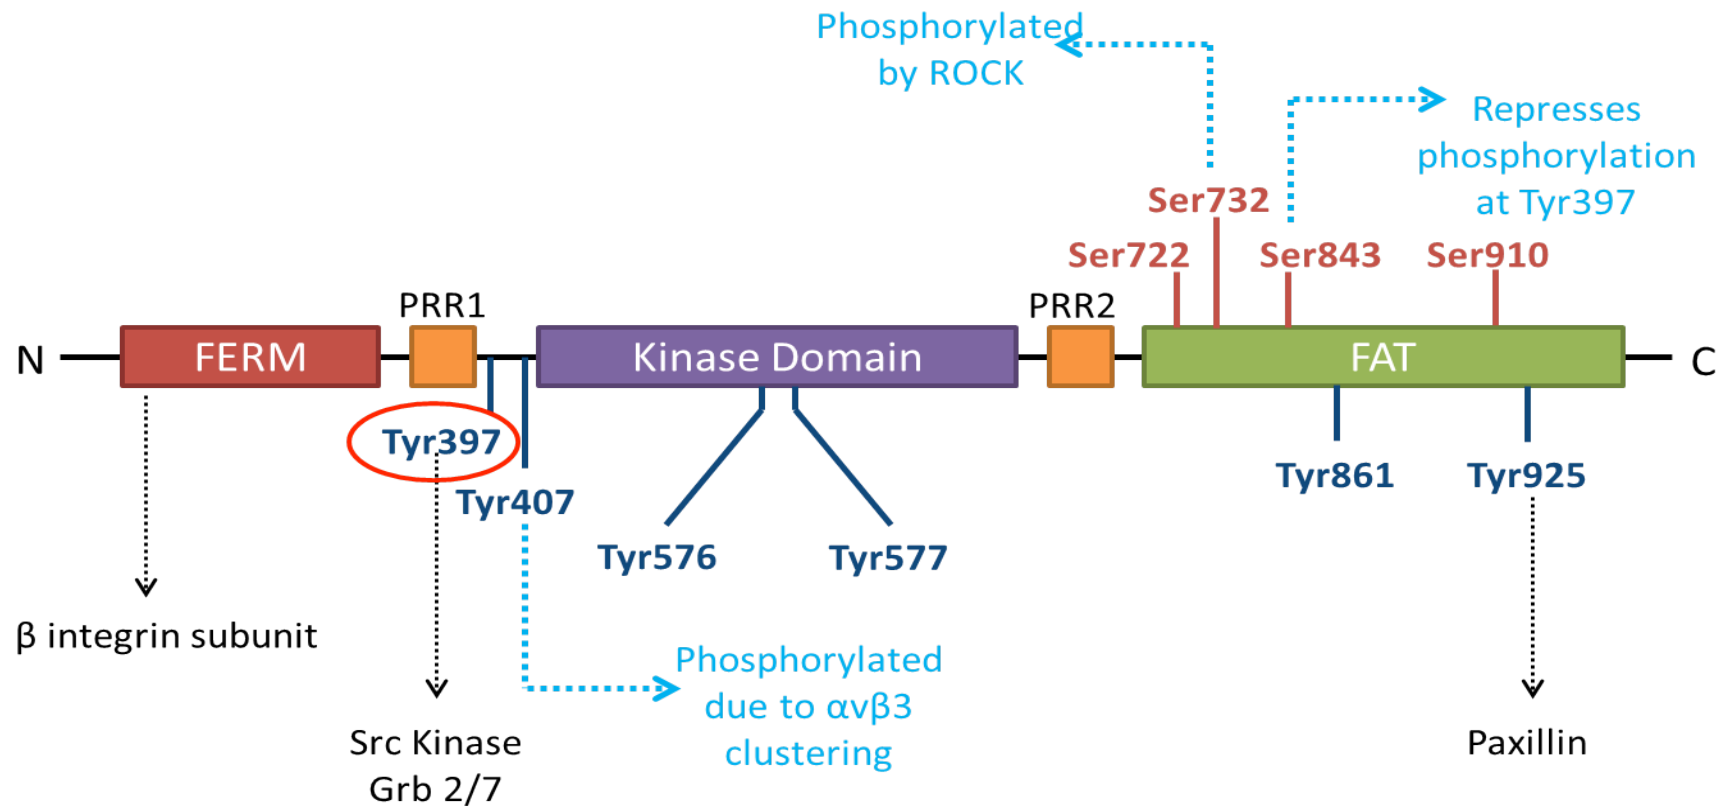 Phosphorylated
by ROCK
Represses
phosphorylation
at Tyr397
Ser732
Ser722
Ser843
Ser910
PRR1
PRR2
N
FERM
Kinase Domain
FAT
C
Tyr397
Tyr407
Tyr861
Tyr925
Tyr576
Tyr577
β integrin subunit
Phosphorylated
due to αvβ3
clustering
Src Kinase
Grb 2/7
Paxillin